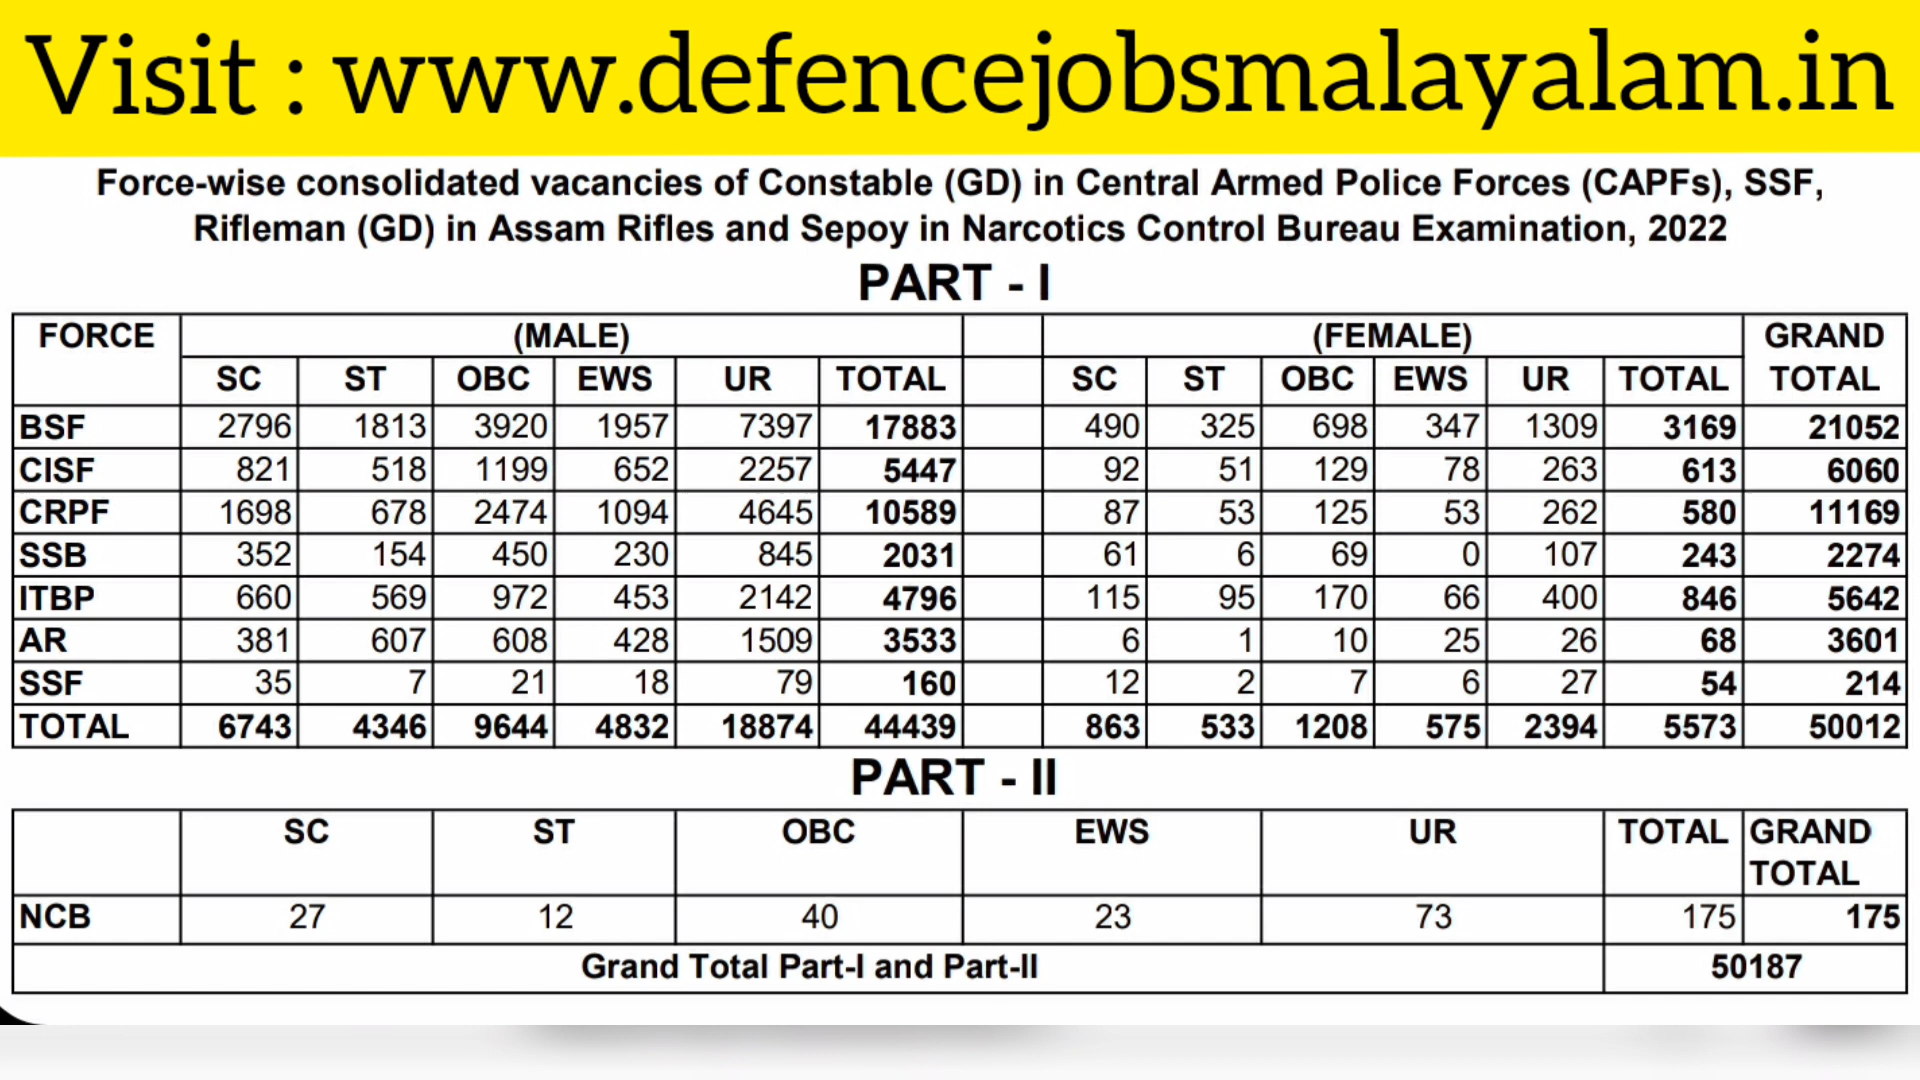 Visit : www.defencejobsmalayalam.in
Force-wise consolidated vacancies of Constable (GD) in Central Armed Police Forces (CAPFs), SSF,
Rifleman (GD) in Assam Rifles and Sepoy in Narcotics Control Bureau Examination, 2022
PART - I
FORCE (MALE) (FEMALE) GRAND
SC ST OBC EWS UR TOTAL SC ST OBC EWS UR TOTAL TOTAL
BSF 2796 1813 3920 1957 7397 17883 490 325 698 347 1309 3169 21052
CISF 821 518 1199 652 2257 5447 92 51 129 78 263 613 6060
CRPF 1698 678 2474 1094 4645 10589 87 53 125 53 262 580 11169
SSB 352 154 450 230 845 2031 61 6 69 0 107 243 2274
ITBP 660 569 972 453 2142 4796 115 95 170 66 400 846 5642
AR 381 607 608 428 1509 3533 6 1 10 25 26 68 3601
SSF 35 7 21 18 79 160 12 2 7 6 27 54 214
TOTAL 6743 4346 9644 4832 18874 44439 863 533 1208 575 2394 5573 50012
PART - II
SC ST OBC EWS UR TOTAL GRAND
TOTAL
NCB 27 12 40 23 73 175 175
Grand Total Part-I and Part-II 50187